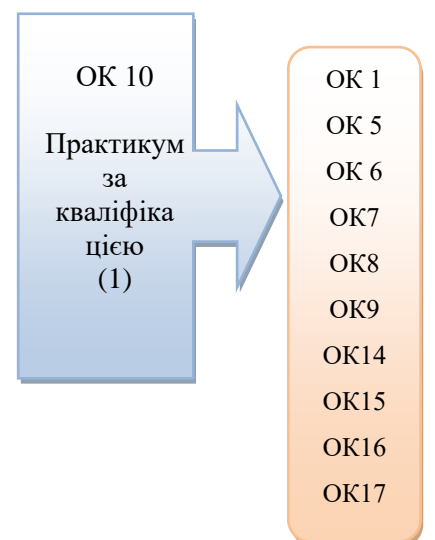 ОК 10
Практикум
за
кваліфіка
цією
(1)
ОК 1
ОК 5
ОК 6
ОК7
ОК8
ОК9
ОК14
ОК15
ОК16
ОК17